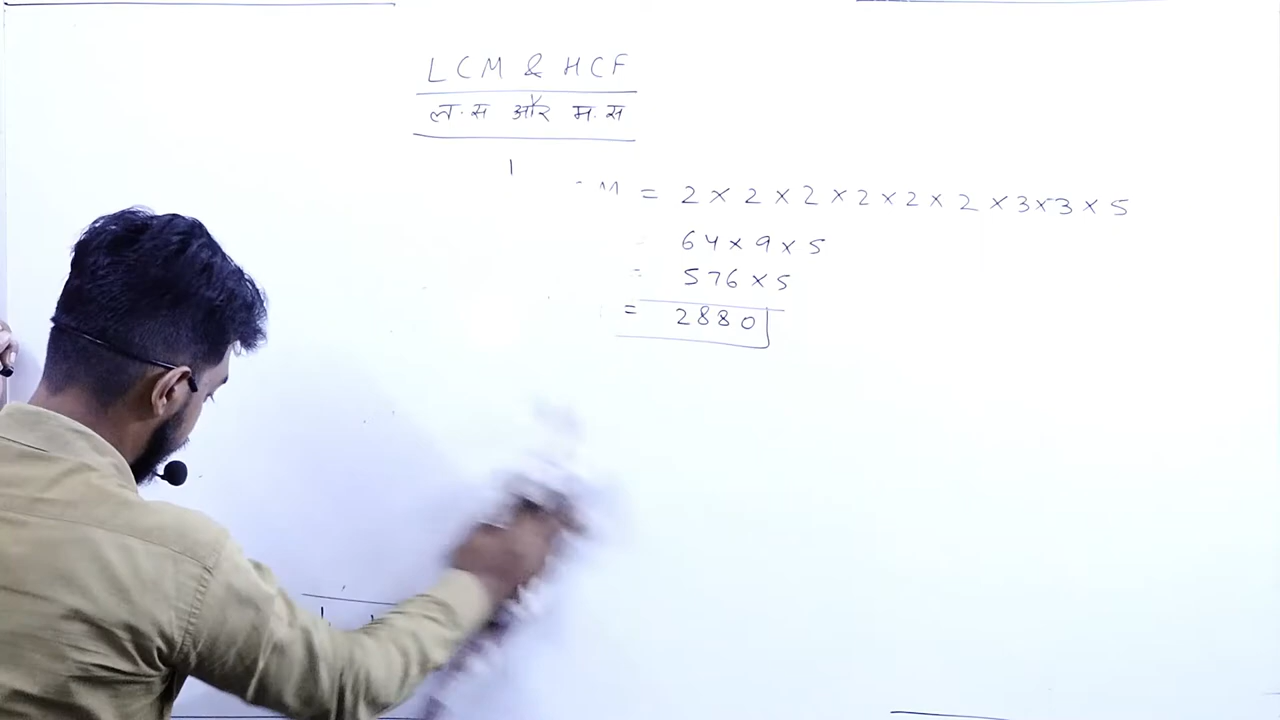 LCM & HCF
ल.स और म.स
M = 2 × 2 × 2 × 2 × 2 × 2 × 3 × 3 × 5
64 × 9 × 5
= 576 × 5
= 2880